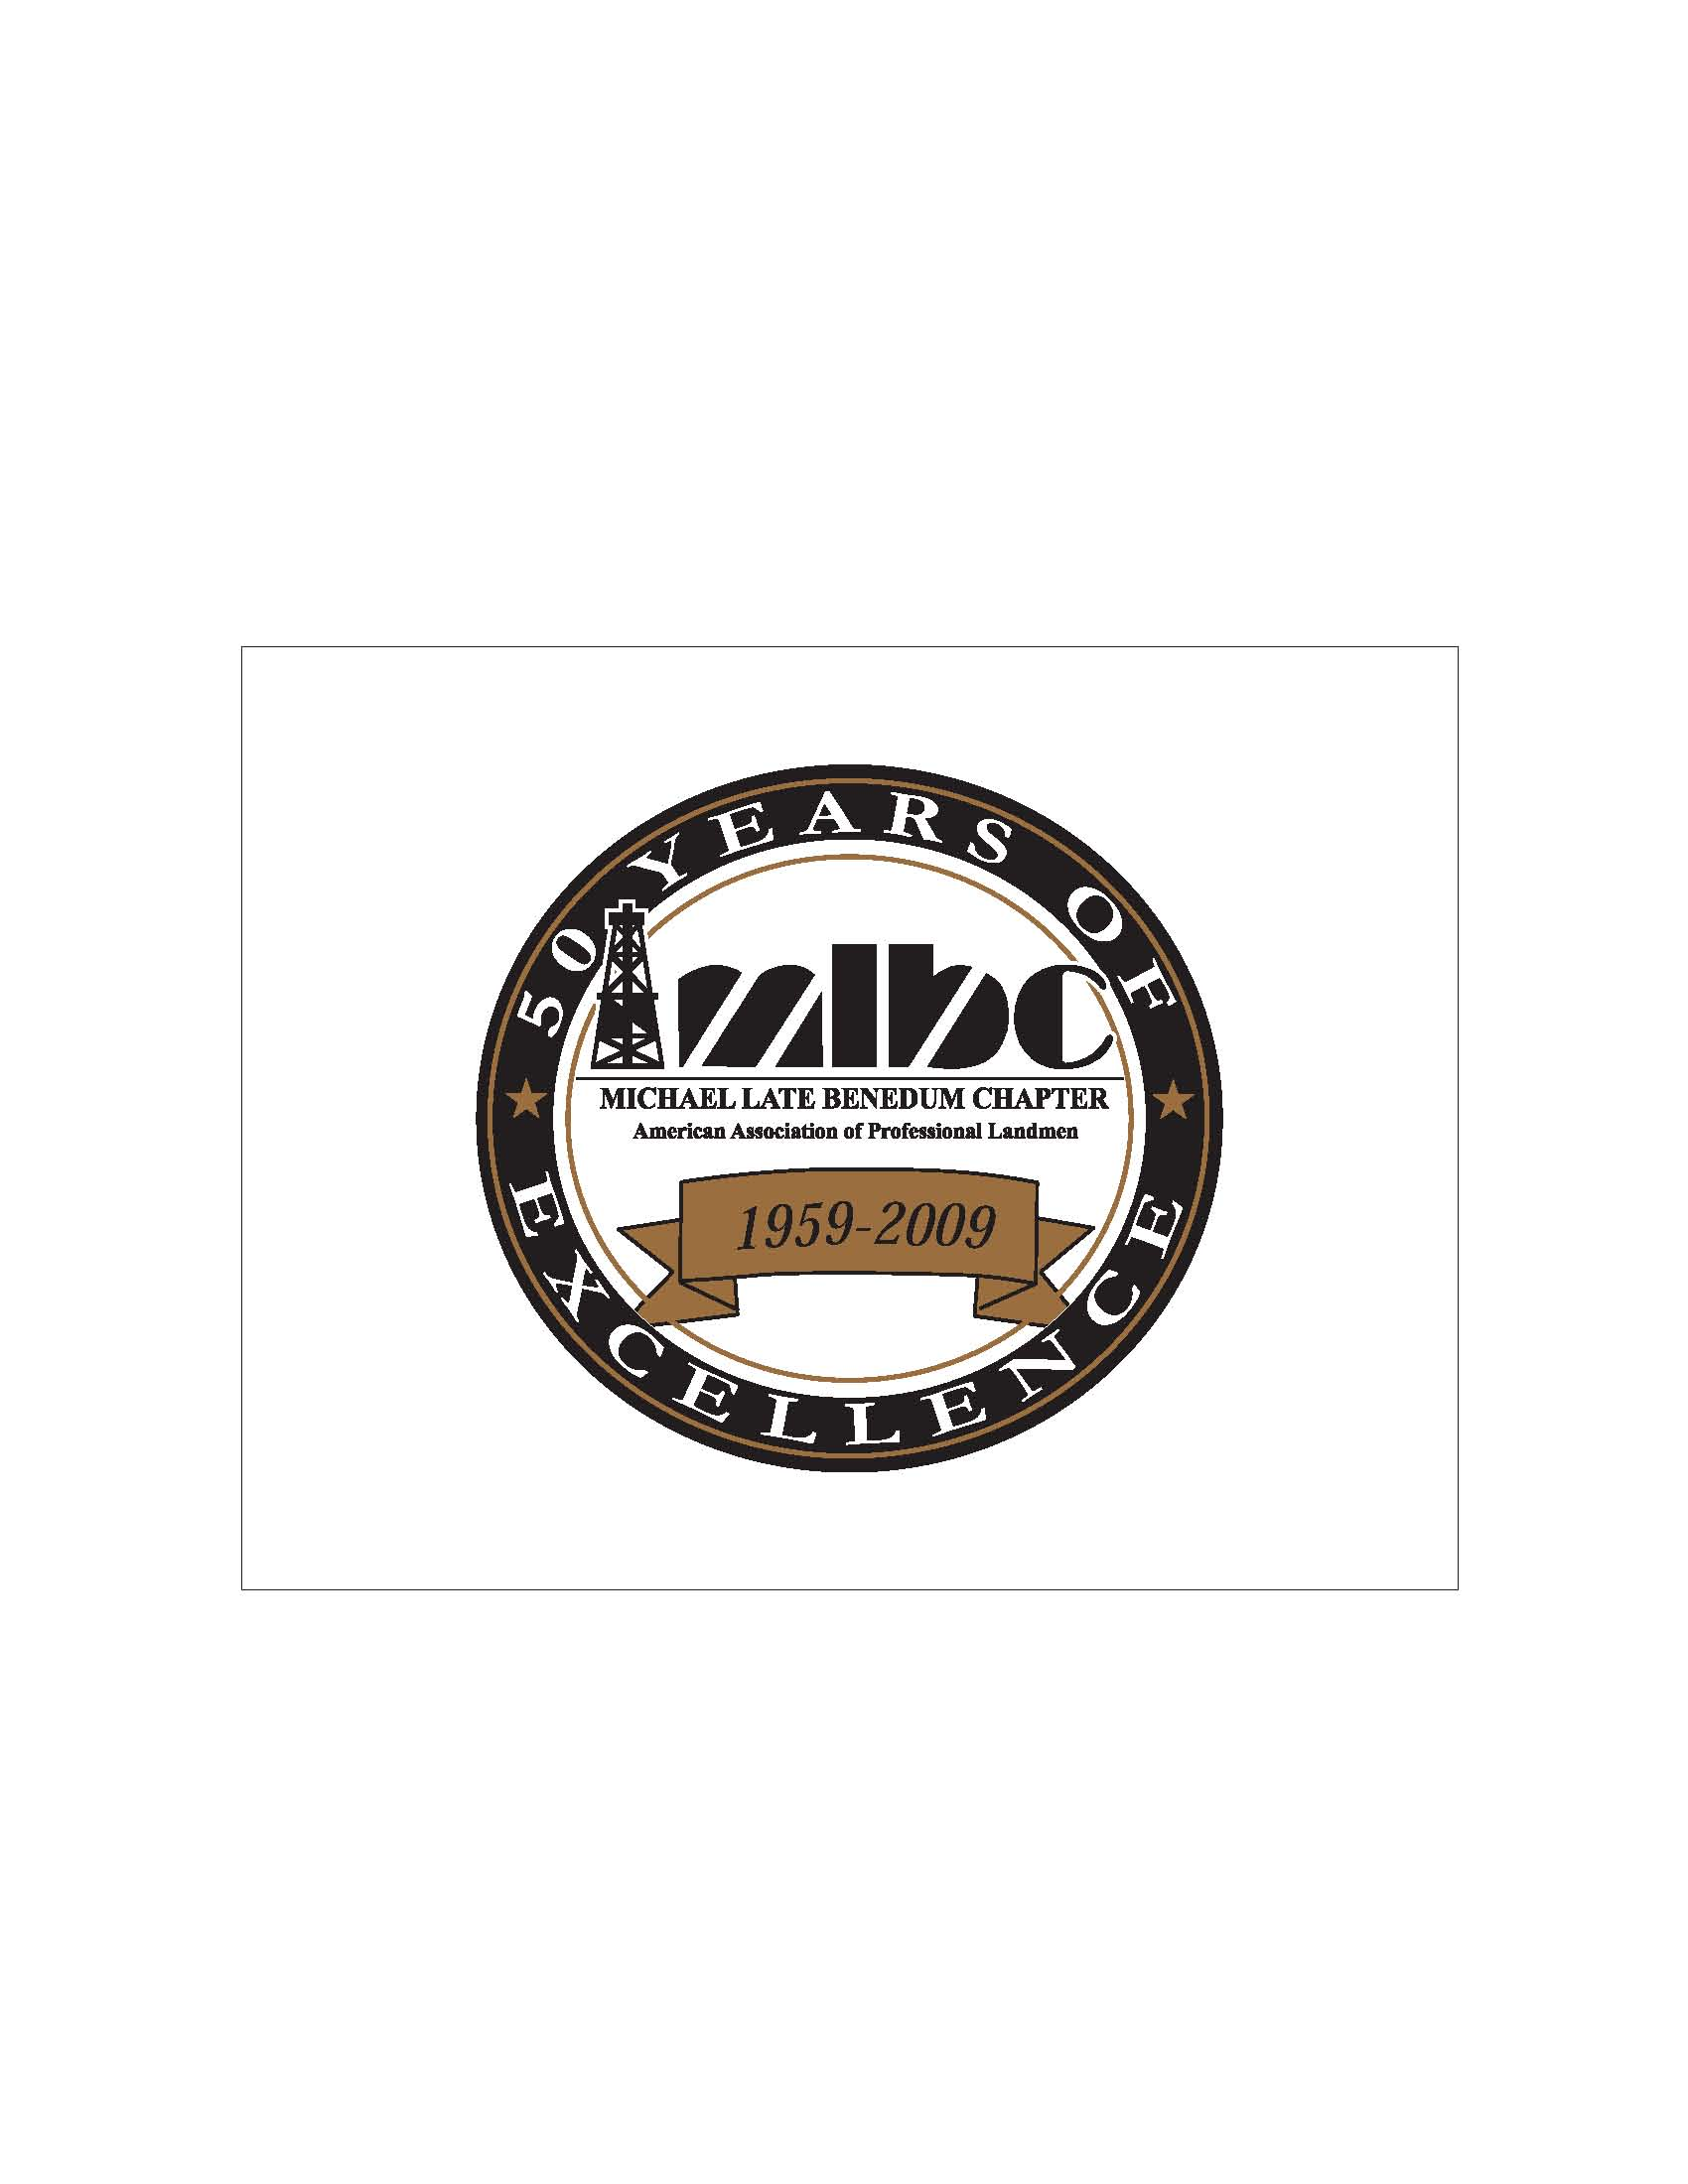 50 YEARS OF
mlbc
MICHAEL LATE BENEDUM CHAPTER
American Association of Professional Landmen
1959-2009
EXCELLENCE